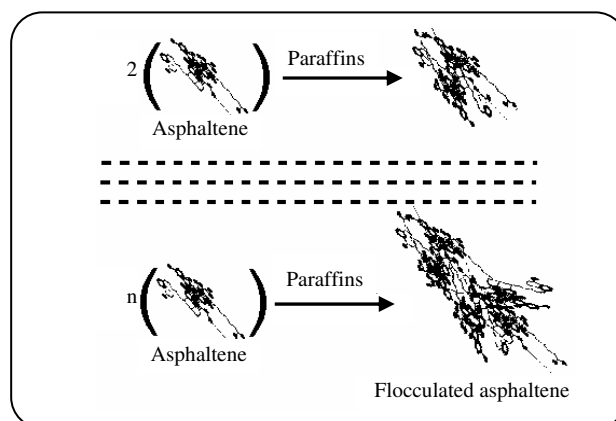 2 ( ) Paraffins
Asphaltene
n ( ) Paraffins
Asphaltene
Flocculated asphaltene